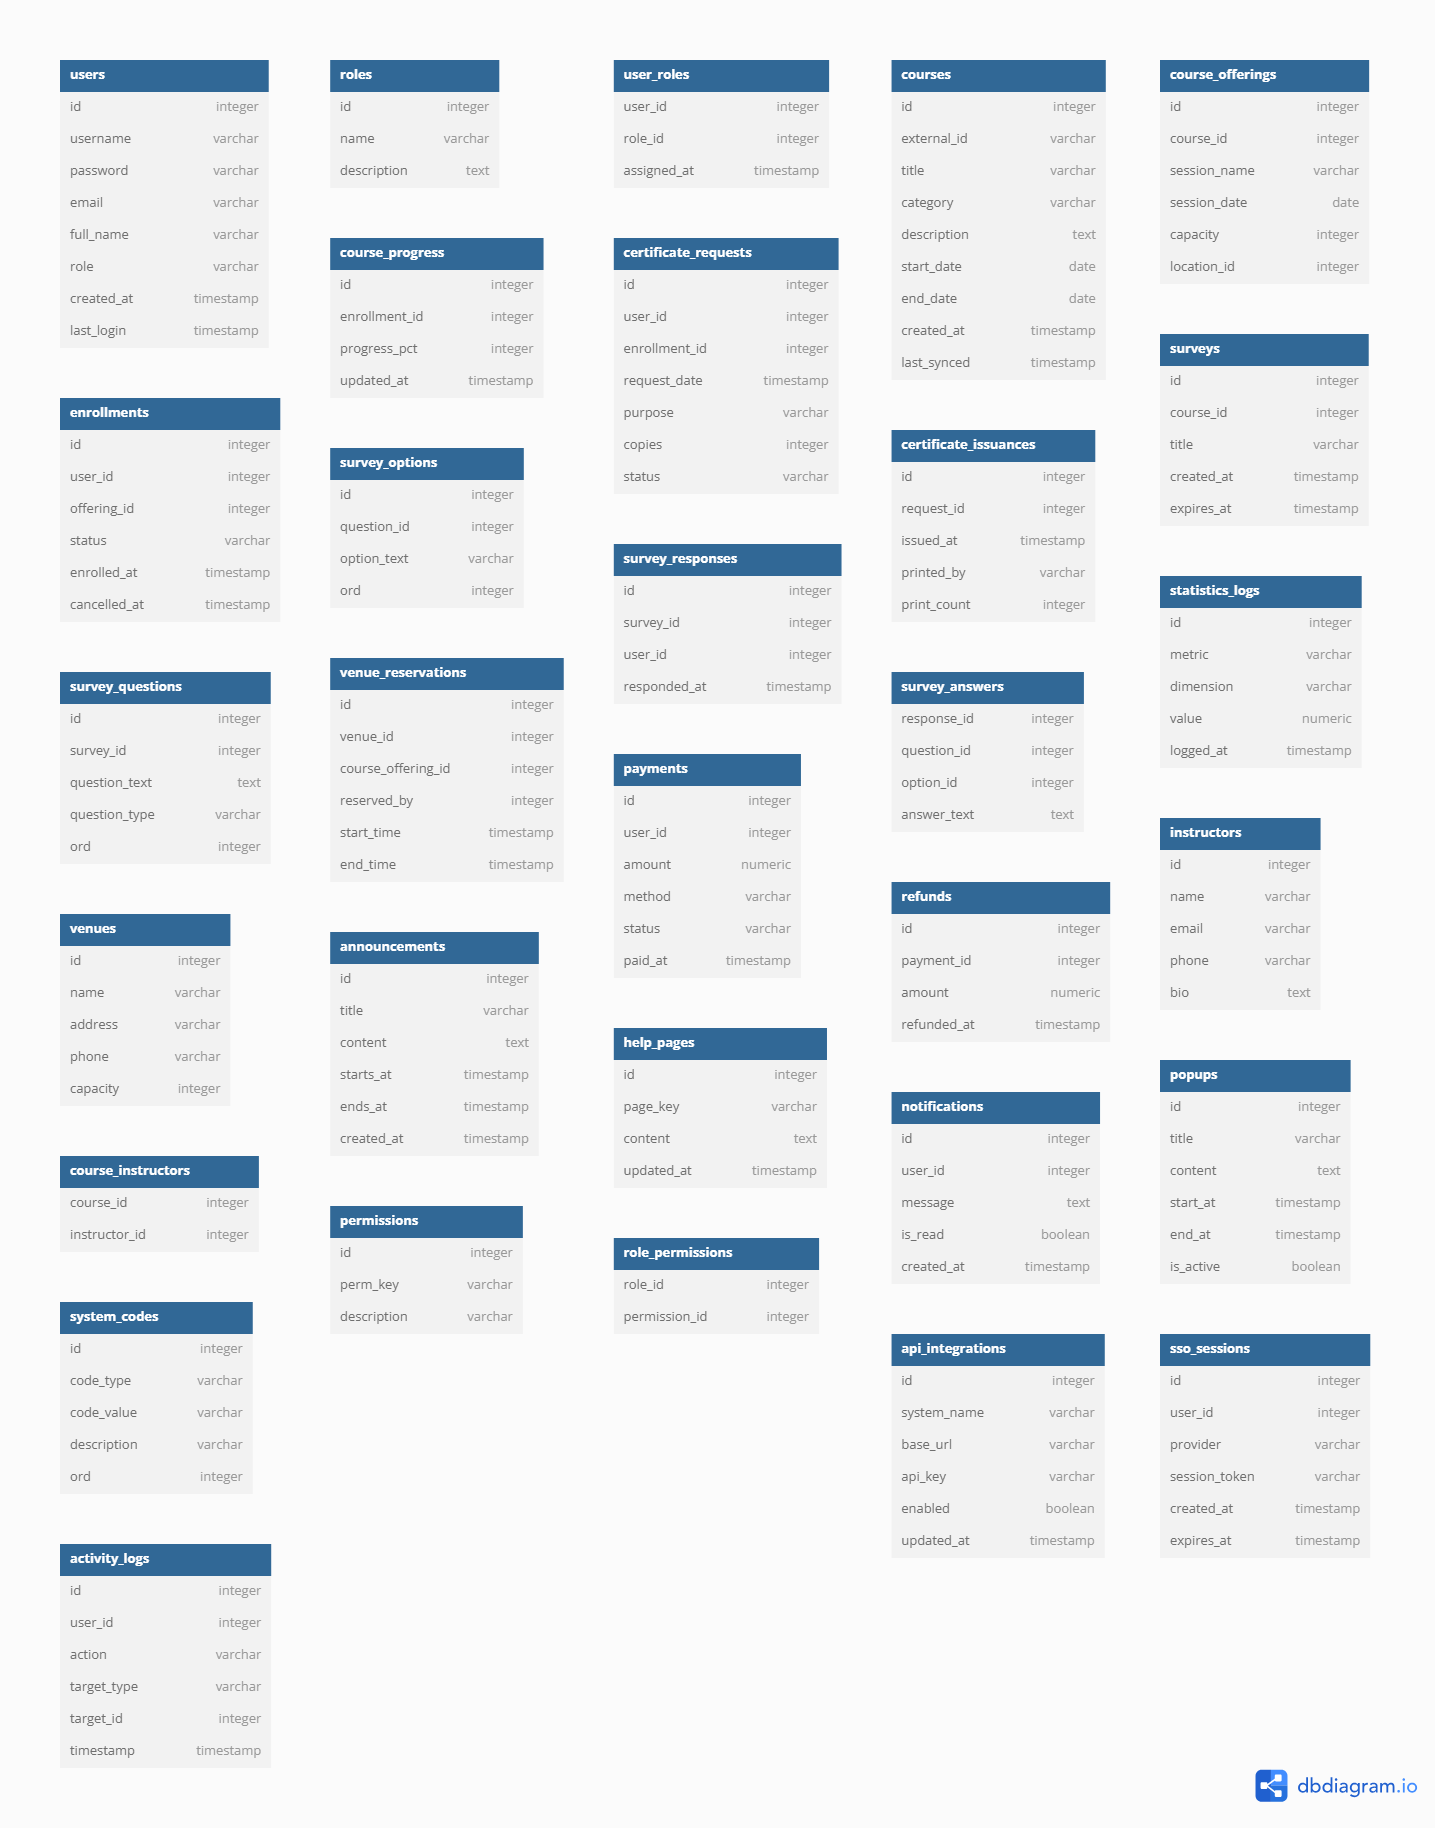 users
id integer
username varchar
password varchar
email varchar
full_name varchar
role varchar
created_at timestamp
last_login timestamp
roles
id integer
name varchar
description text
user_roles
user_id integer
role_id integer
assigned_at timestamp
courses
id integer
external_id varchar
title varchar
category varchar
description text
start_date date
end_date date
created_at timestamp
last_synced timestamp
course_offerings
id integer
course_id integer
session_name varchar
session_date date
capacity integer
location_id integer
course_progress
id integer
enrollment_id integer
progress_pct integer
updated_at timestamp
certificate_requests
id integer
user_id integer
enrollment_id integer
request_date timestamp
purpose varchar
copies integer
status varchar
surveys
id integer
course_id integer
title varchar
created_at timestamp
expires_at timestamp
enrollments
id integer
user_id integer
offering_id integer
status varchar
enrolled_at timestamp
cancelled_at timestamp
survey_options
id integer
question_id integer
option_text varchar
ord integer
certificate_issuances
id integer
request_id integer
issued_at timestamp
printed_by varchar
print_count integer
survey_responses
id integer
survey_id integer
user_id integer
responded_at timestamp
statistics_logs
id integer
metric varchar
dimension varchar
value numeric
logged_at timestamp
survey_questions
id integer
survey_id integer
question_text text
question_type varchar
ord integer
venue_reservations
id integer
venue_id integer
course_offering_id integer
reserved_by integer
start_time timestamp
end_time timestamp
survey_answers
response_id integer
question_id integer
option_id integer
answer_text text
payments
id integer
user_id integer
amount numeric
method varchar
status varchar
paid_at timestamp
instructors
id integer
name varchar
email varchar
phone varchar
bio text
venues
id integer
name varchar
address varchar
phone varchar
capacity integer
announcements
id integer
title varchar
content text
starts_at timestamp
ends_at timestamp
created_at timestamp
refunds
id integer
payment_id integer
amount numeric
refunded_at timestamp
help_pages
id integer
page_key varchar
content text
updated_at timestamp
popups
id integer
title varchar
content text
start_at timestamp
end_at timestamp
is_active boolean
notifications
id integer
user_id integer
message text
is_read boolean
created_at timestamp
course_instructors
course_id integer
instructor_id integer
permissions
id integer
perm_key varchar
description varchar
role_permissions
role_id integer
permission_id integer
system_codes
id integer
code_type varchar
code_value varchar
description varchar
ord integer
api_integrations
id integer
system_name varchar
base_url varchar
api_key varchar
enabled boolean
updated_at timestamp
sso_sessions
id integer
user_id integer
provider varchar
session_token varchar
created_at timestamp
expires_at timestamp
activity_logs
id integer
user_id integer
action varchar
target_type varchar
target_id integer
timestamp timestamp
dbdiagram.io